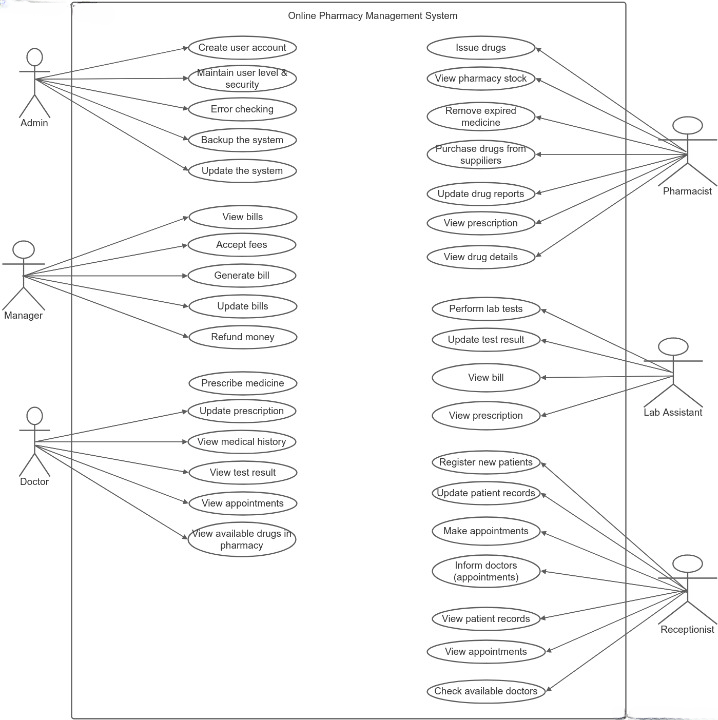 Online Pharmacy Management System
Create user account
Maintain user level &
security
Error checking
Backup the system
Update the system
Admin
View bills
Accept fees
Generate bill
Update bills
Refund money
Manager
Prescribe medicine
Update prescription
View medical history
View test result
View appointments
View available drugs in
pharmacy
Doctor
Issue drugs
View pharmacy stock
Remove expired
medicine
Purchase drugs from
suppiliers
Update drug reports
View prescription
View drug details
Pharmacist
Perform lab tests
Update test result
View bill
View prescription
Lab Assistant
Register new patients
Update patient records
Make appointments
Inform doctors
(appointments)
View patient records
View appointments
Check available doctors
Receptionist